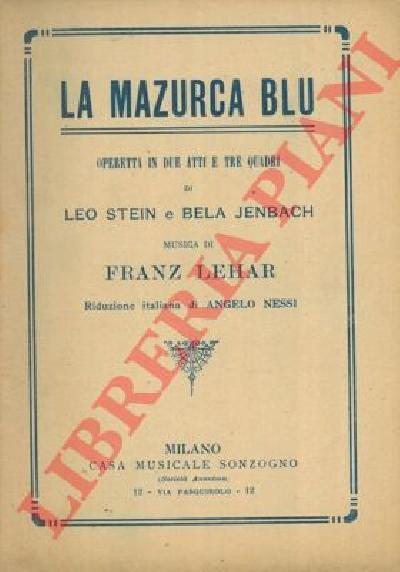 LA MAZURCA BLU
OPERETTA IN DUE ATTI E TRE QUADRI
DI
LEO STEIN e BELA JENBACH
MUSICA DI
FRANZ LEHAR
Riduzione italiana di ANGELO NESSI
MILANO
CASA MUSICALE SONZOGNO
(Società Anonima)
12 - VIA PASQUIROLO - 12
LIBRERIA PIANI